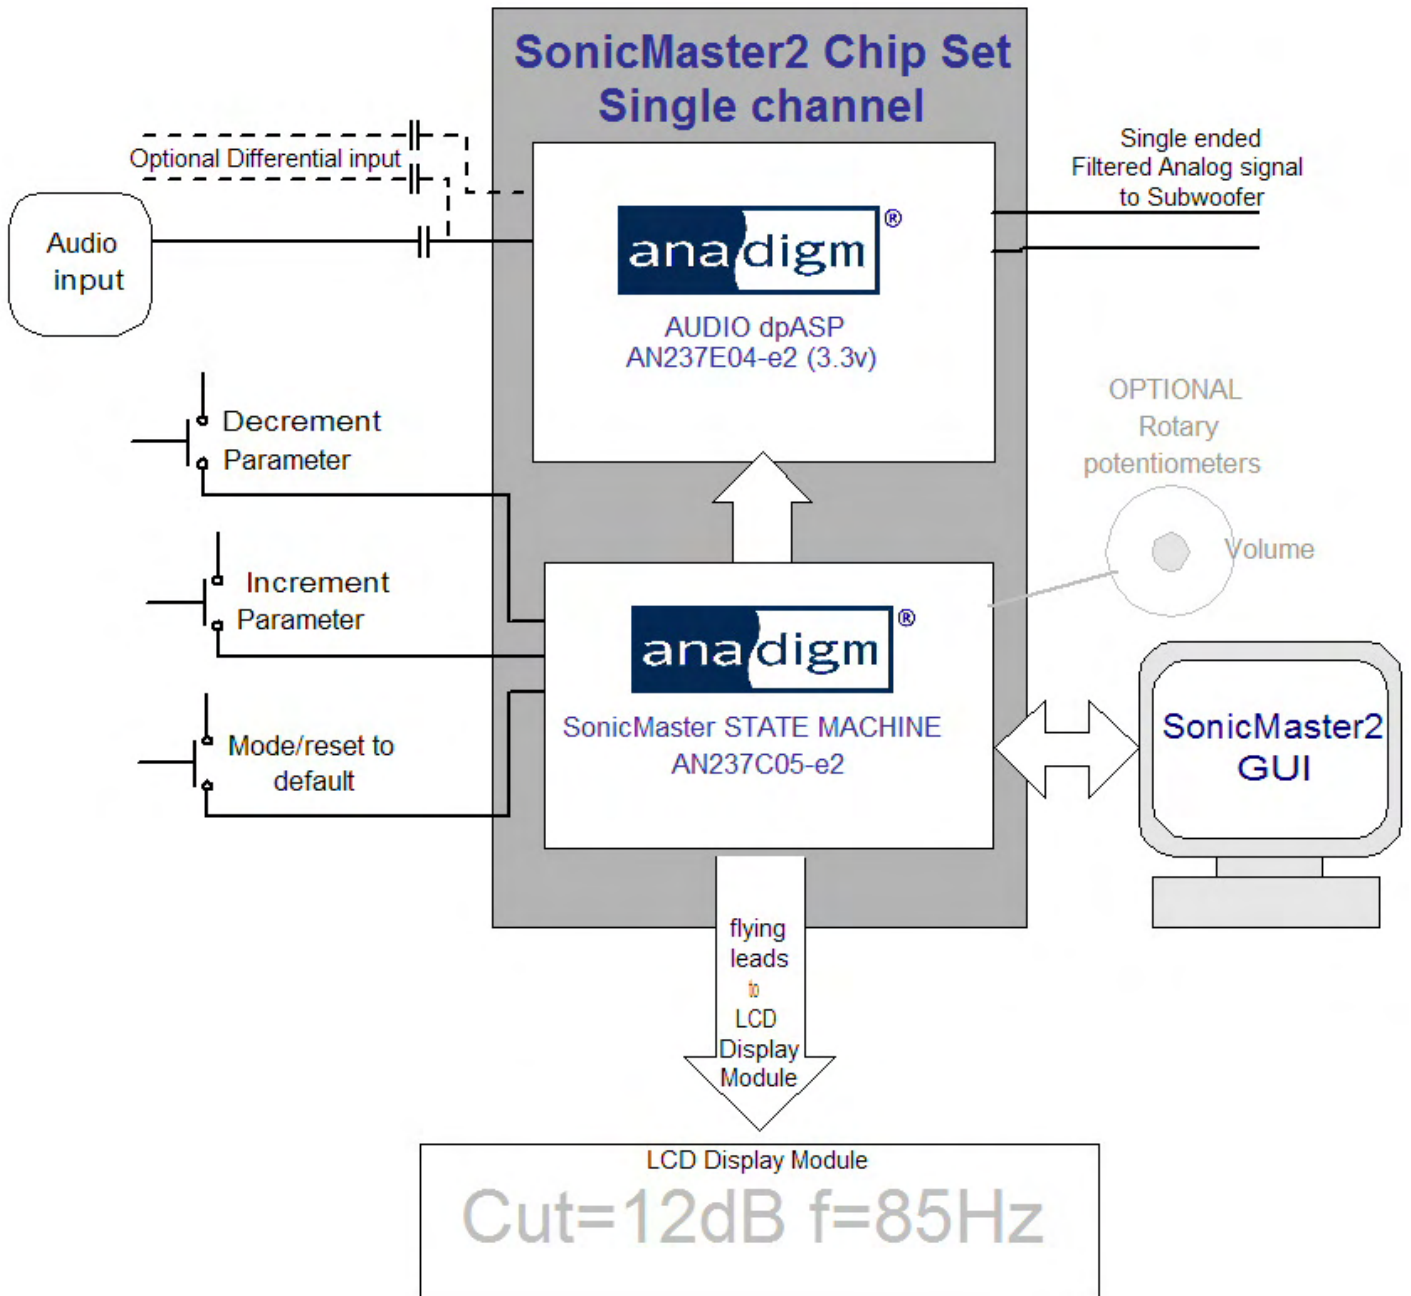 SonicMaster2 Chip Set
Single channel
Optional Differential input
Audio
input
anadigm®
AUDIO dpASP
AN237E04-e2 (3.3v)
Single ended
Filtered Analog signal
to Subwoofer
Decrement
Parameter
Increment
Parameter
Mode/reset to
default
OPTIONAL
Rotary
potentiometers
Volume
anadigm®
SonicMaster STATE MACHINE
AN237C05-e2
SonicMaster2
GUI
flying
leads
to
LCD
Display
Module
LCD Display Module
Cut=12dB f=85Hz